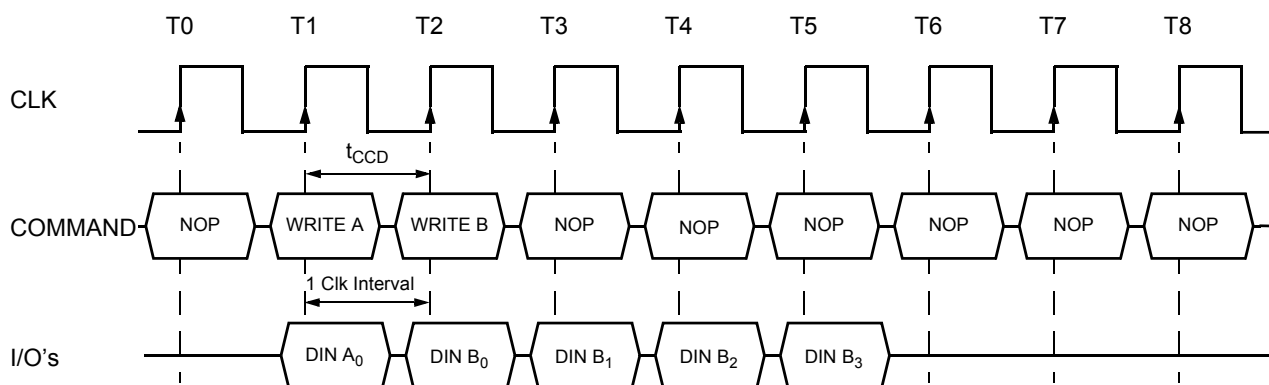 T0 T1 T2 T3 T4 T5 T6 T7 T8
CLK
tCCD
COMMAND NOP WRITE A WRITE B NOP NOP NOP NOP NOP NOP
1 Clk Interval
I/O's DIN A0 DIN B0 DIN B1 DIN B2 DIN B3